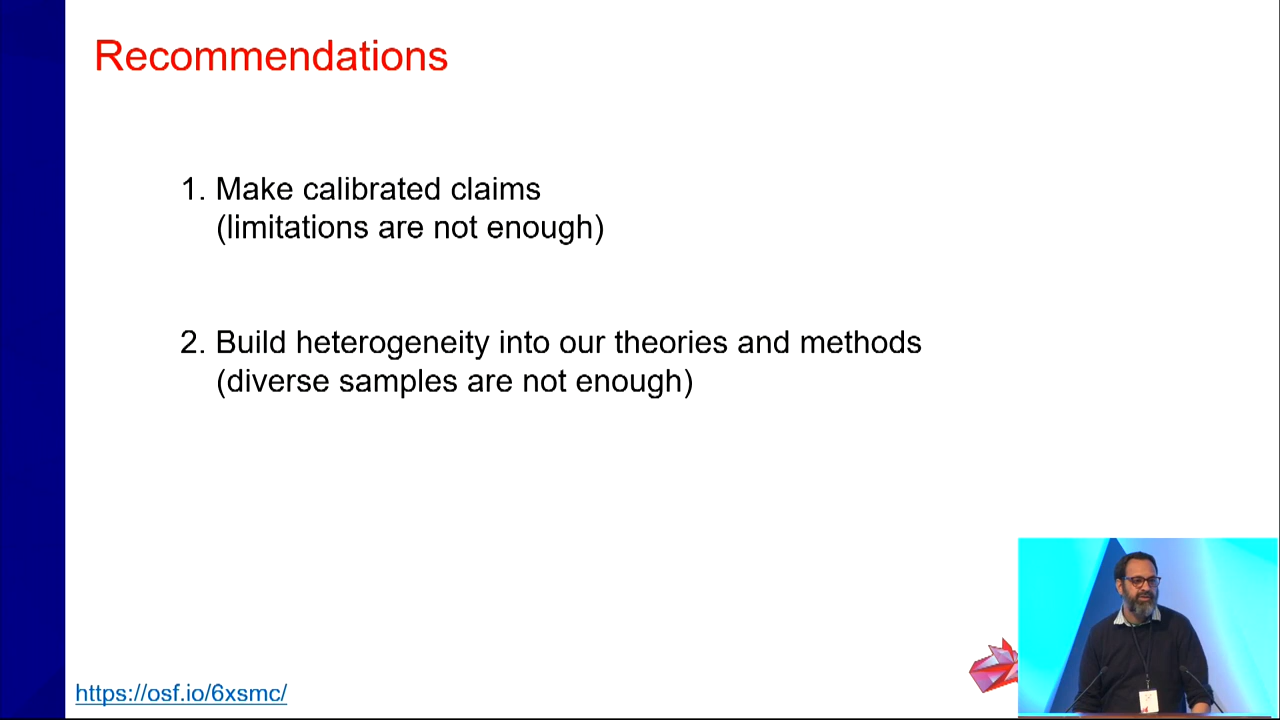 Recommendations
1. Make calibrated claims
(limitations are not enough)
2. Build heterogeneity into our theories and methods
(diverse samples are not enough)
https://osf.io/6xsmc/